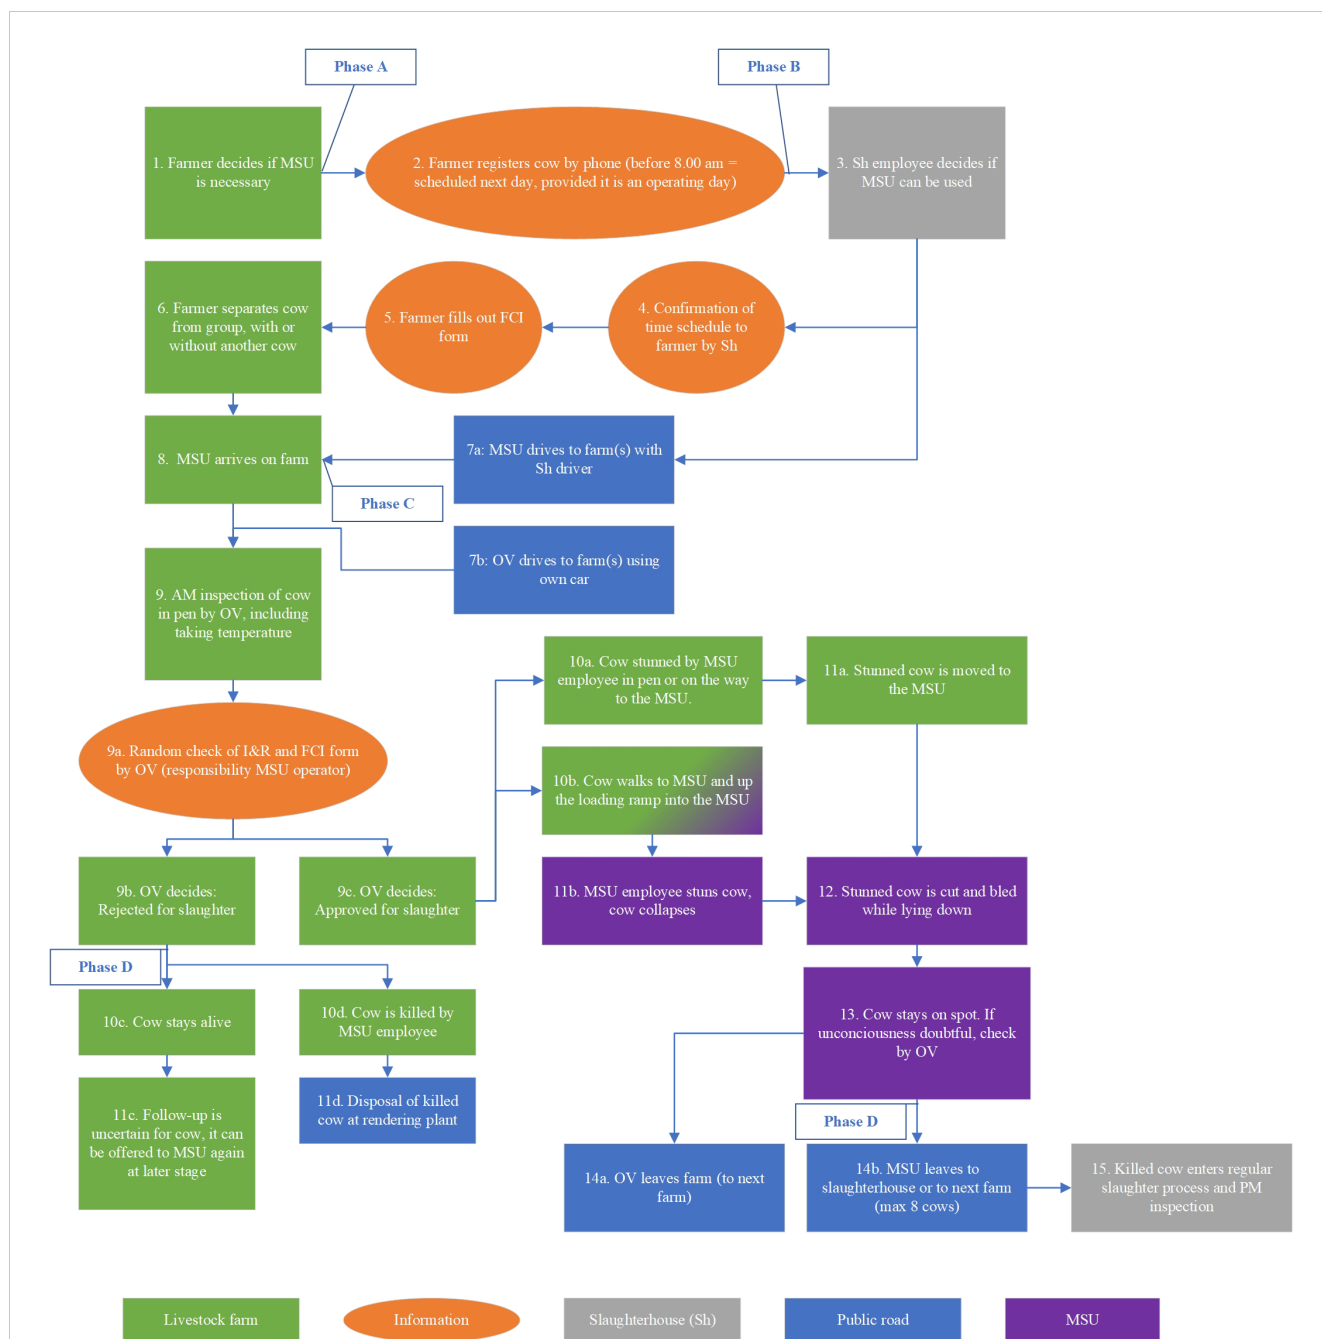 Phase A
Phase B
1. Farmer decides if MSU
is necessary
2. Farmer registers cow by phone (before 8.00 am =
scheduled next day, provided it is an operating day)
3. Sh employee decides if
MSU can be used
6. Farmer separates cow
from group, with or
without another cow
5. Farmer fills out FCI
form
4. Confirmation of
time schedule to
farmer by Sh
8. MSU arrives on farm
7a: MSU drives to farm(s) with
Sh driver
Phase C
7b: OV drives to farm(s) using
own car
9. AM inspection of cow
in pen by OV, including
taking temperature
10a. Cow stunned by MSU
employee in pen or on the way
to the MSU.
11a. Stunned cow is moved to
the MSU
9a. Random check of I&R and FCI form
by OV (responsibility MSU operator)
10b. Cow walks to MSU and up
the loading ramp into the MSU
9b. OV decides:
Rejected for slaughter
9c. OV decides:
Approved for slaughter
11b. MSU employee stuns cow,
cow collapses
12. Stunned cow is cut and bled
while lying down
Phase D
10c. Cow stays alive
10d. Cow is killed by
MSU employee
13. Cow stays on spot. If
unconciousness doubtful, check
by OV
11c. Follow-up is
uncertain for cow, it can
be offered to MSU again
at later stage
11d. Disposal of killed
cow at rendering plant
Phase D
14a. OV leaves farm (to next
farm)
14b. MSU leaves to
slaughterhouse or to next farm
(max 8 cows)
15. Killed cow enters regular
slaughter process and PM
inspection
Livestock farm
Information
Slaughterhouse (Sh)
Public road
MSU